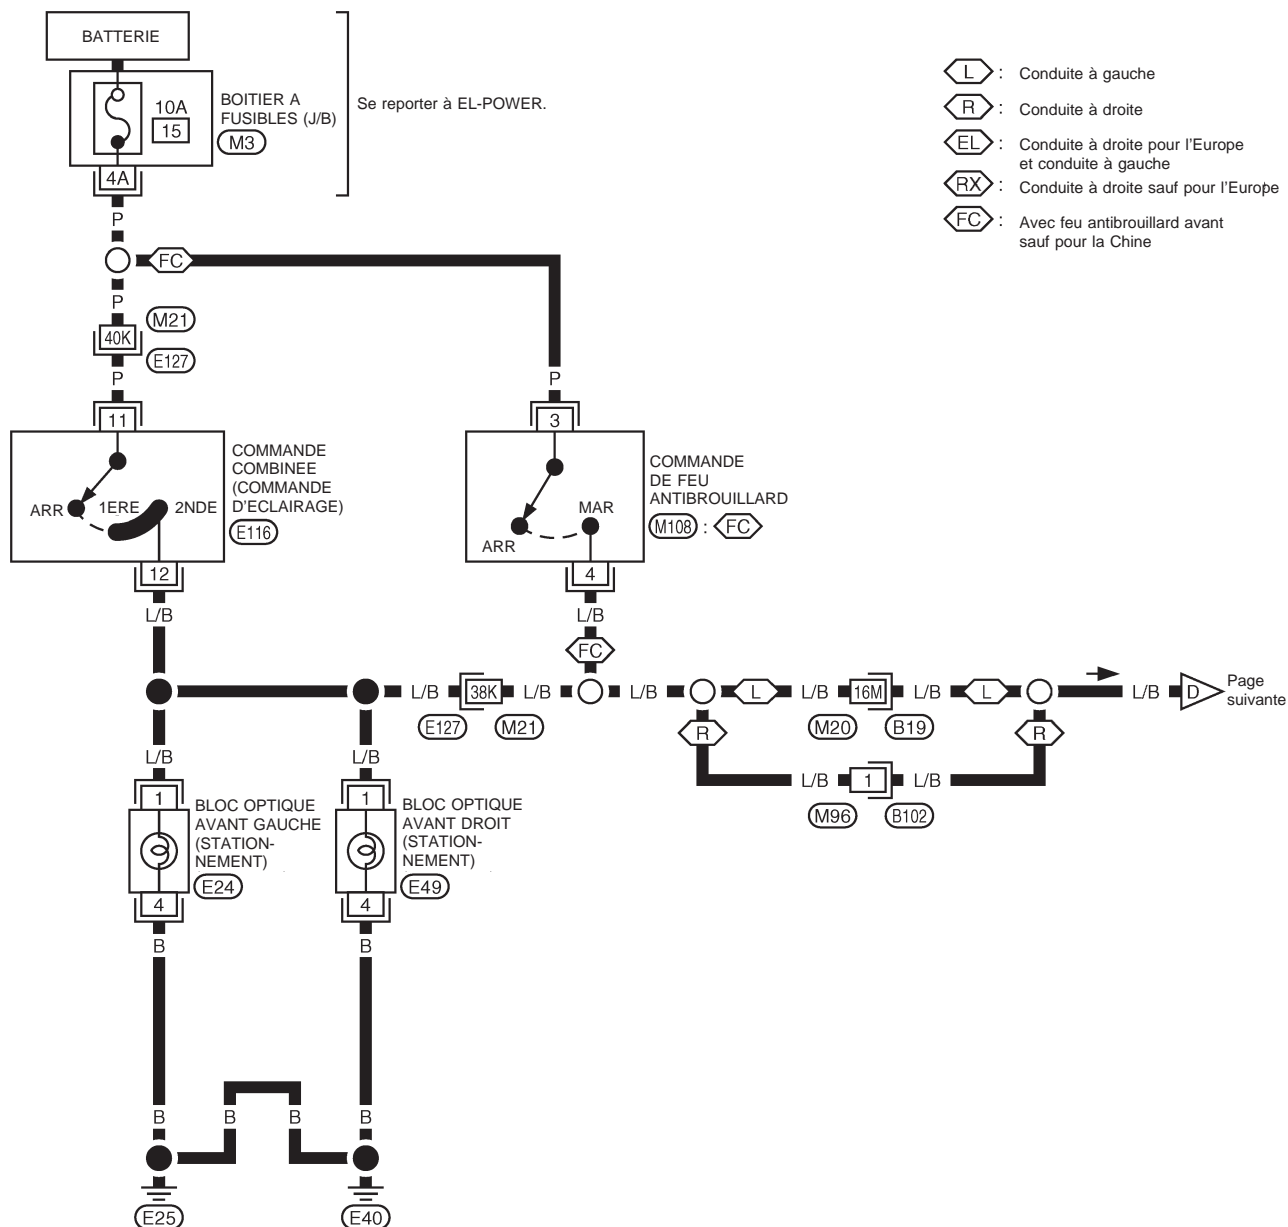 BATTERIE
10A
15
BOITIER A
FUSIBLES (J/B)
M3
Se reporter à EL-POWER.
4A
L : Conduite à gauche
R : Conduite à droite
EL : Conduite à droite pour l'Europe
et conduite à gauche
RX : Conduite à droite sauf pour l'Europe
FC : Avec feu antibrouillard avant
sauf pour la Chine
P
FC
P
M21
40K
E127
P
P
11
3
COMMANDE
COMBINEE
(COMMANDE
D'ECLAIRAGE)
E116
ARR
1ERE
2NDE
12
COMMANDE
DE FEU
ANTIBROUILLARD
M108 : FC
MAR
ARR
4
L/B
L/B
FC
L/B
38K
L/B
L/B
L
L/B
16M
L/B
L
L/B
D
Page
suivante
E127
M21
R
M20
B19
R
L/B
L/B
L/B
1
L/B
M96
B102
1
BLOC OPTIQUE
AVANT GAUCHE
(STATION-
NEMENT)
E24
4
1
BLOC OPTIQUE
AVANT DROIT
(STATION-
NEMENT)
E49
4
B
B
B
B
B
B
E25
E40